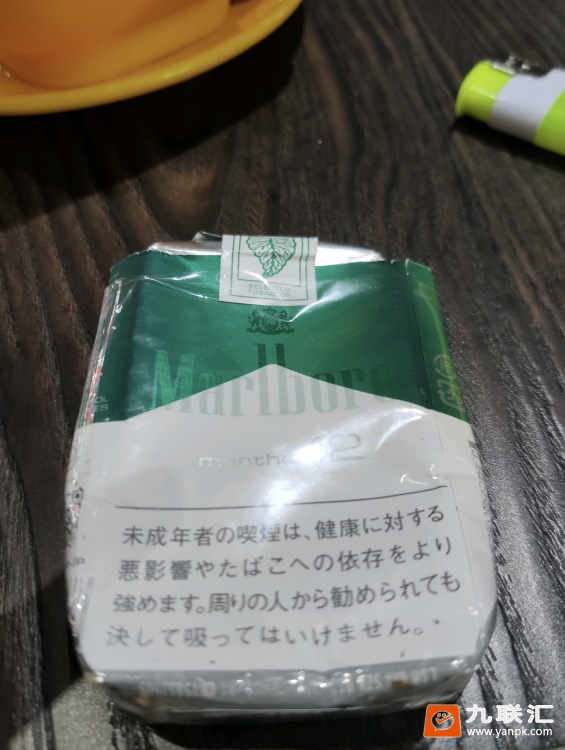 SELECTED
TOBACCOS
Marlboro
menthol 12
未成年者の喫煙は、健康に対する
悪影響やたばこへの依存をより
強めます。周りの人から勧められても
決して吸ってはいけません。
九联汇
www.yanpk.com